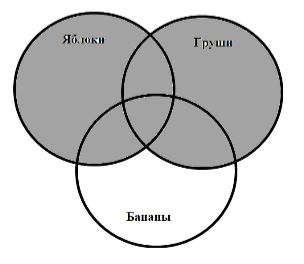 Яблоки
Груши
Бананы